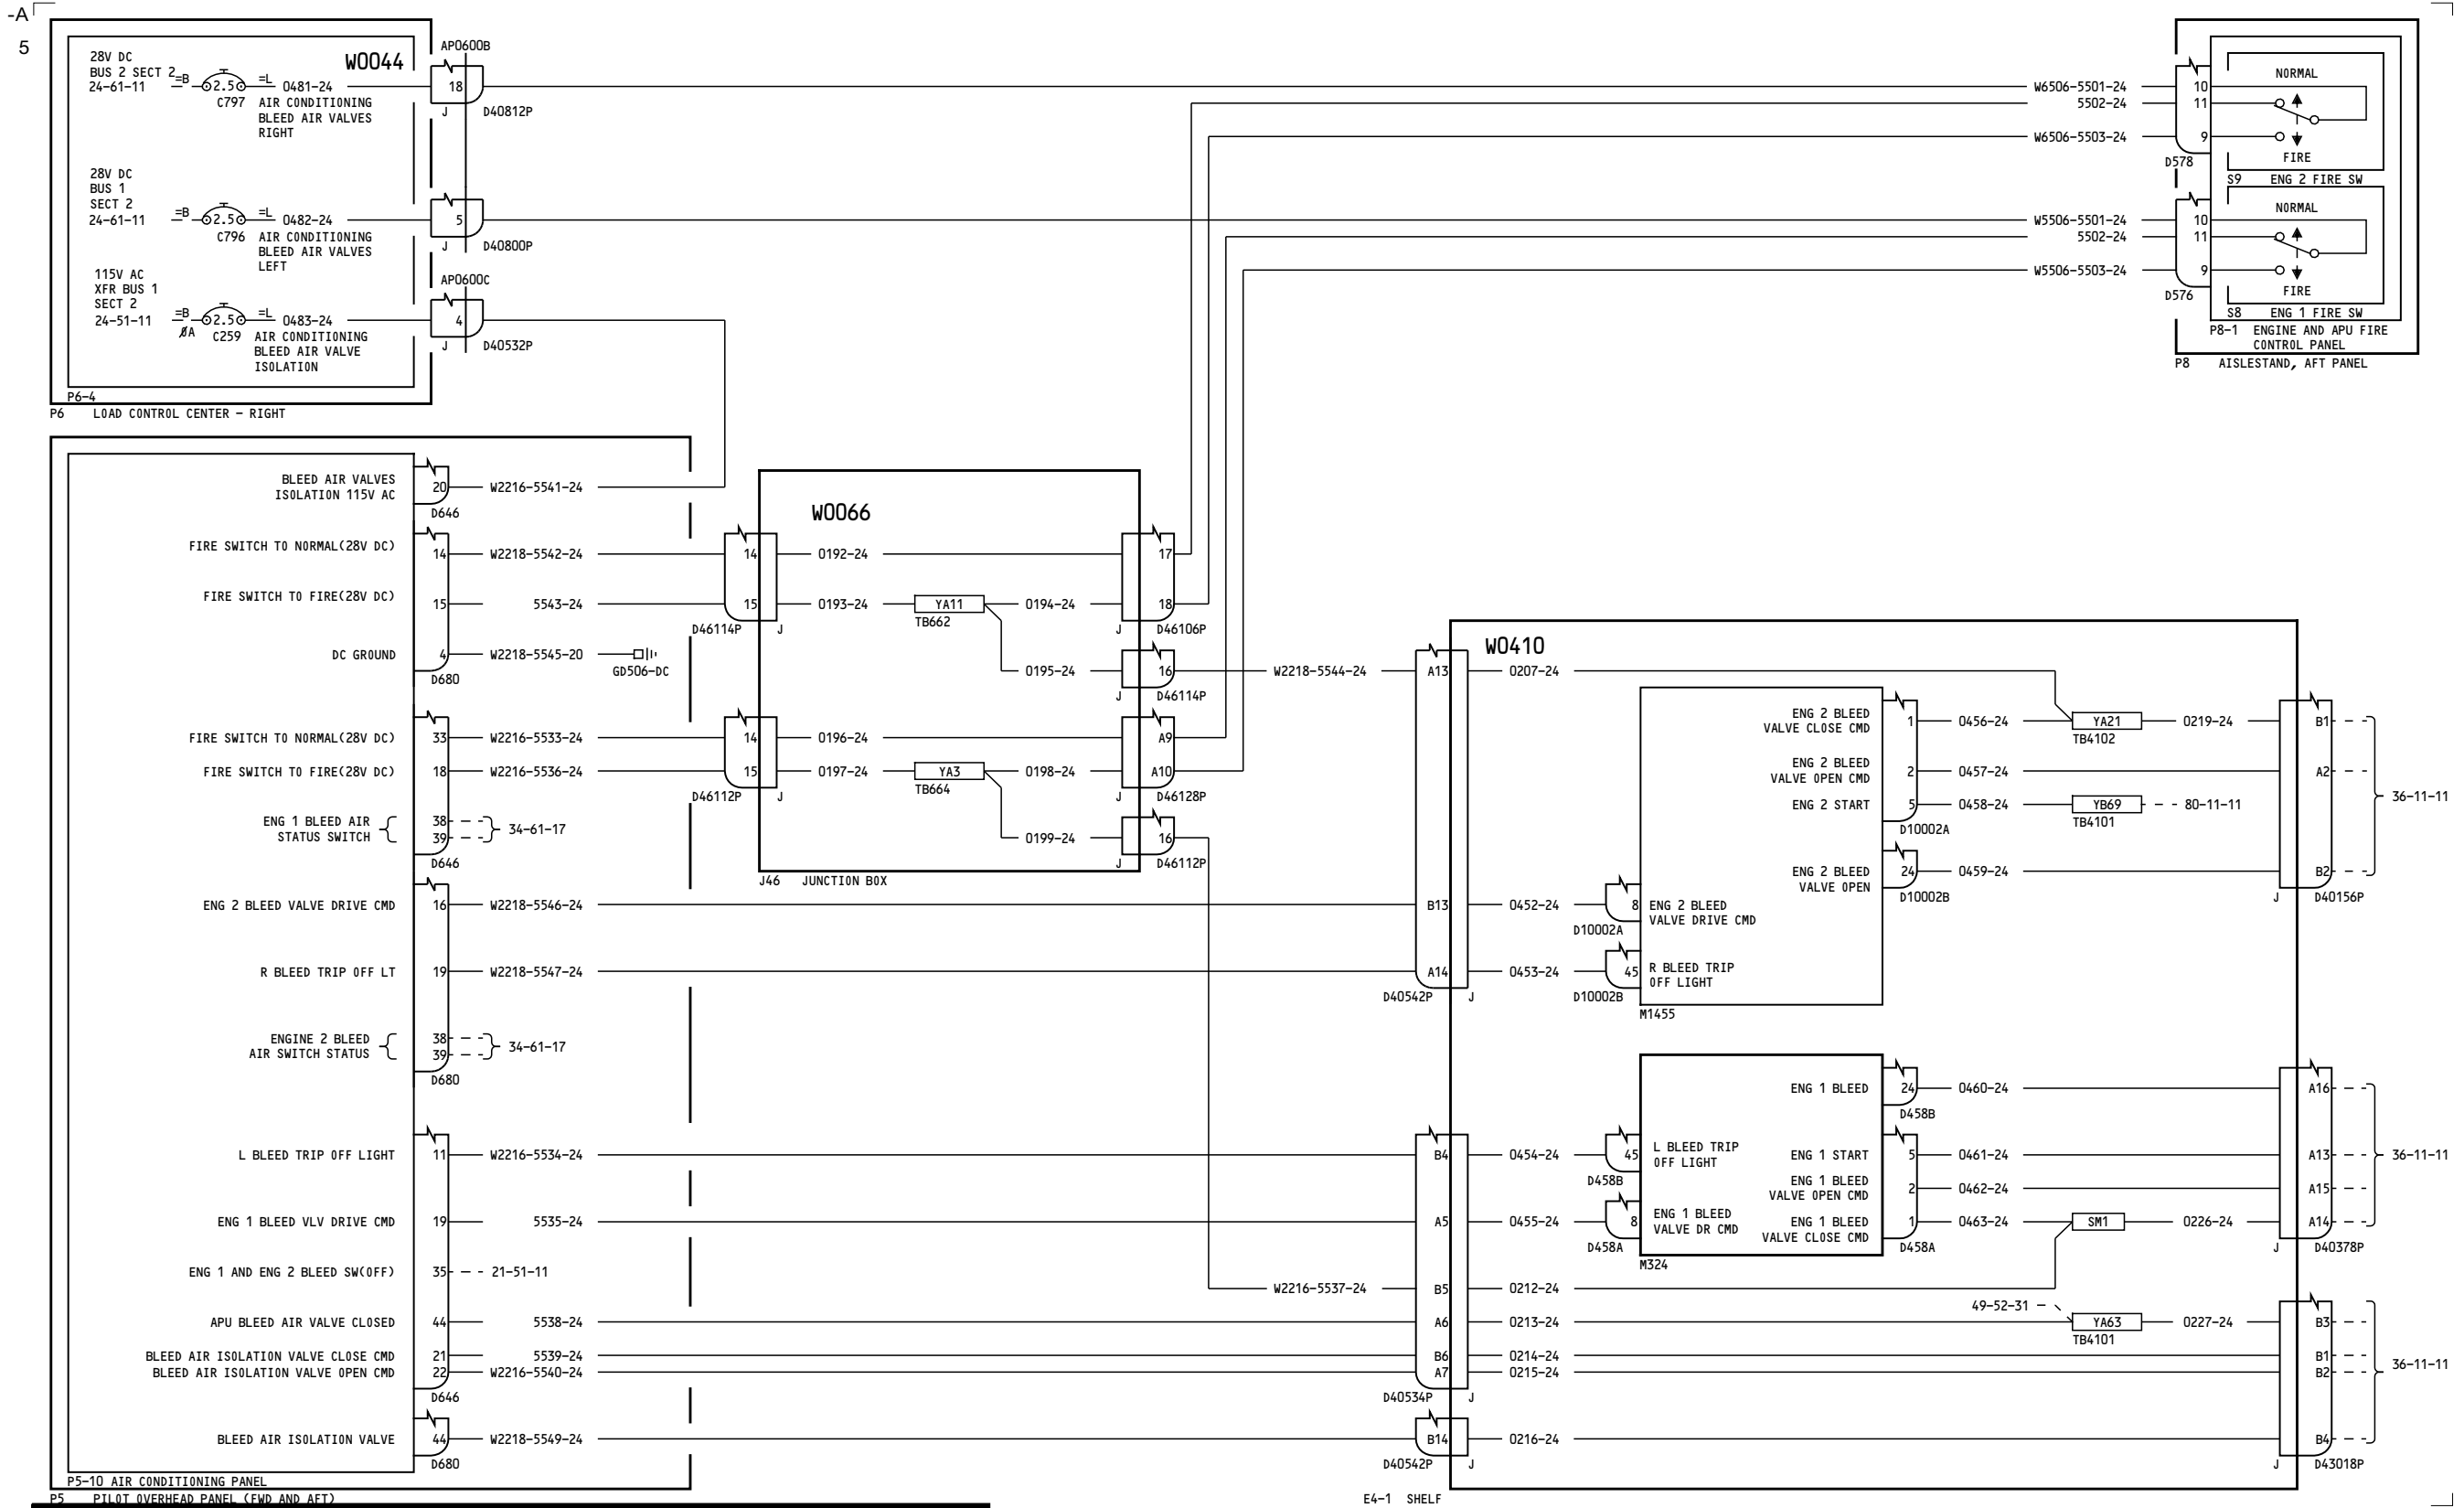 -A
5
28V DC
BUS 2 SECT 2
24-61-11
=B
2.5
C797
=L
0481-24
AIR CONDITIONING
BLEED AIR VALVES
RIGHT
W0044
AP0600B
18
J
D40812P
28V DC
BUS 1
SECT 2
24-61-11
=B
2.5
C796
=L
0482-24
AIR CONDITIONING
BLEED AIR VALVES
LEFT
5
J
D40800P
115V AC
XFR BUS 1
SECT 2
24-51-11
=B
ØA
2.5
C259
=L
0483-24
AIR CONDITIONING
BLEED AIR VALVE
ISOLATION
AP0600C
4
J
D40532P
P6-4
P6 LOAD CONTROL CENTER - RIGHT
W6506-5501-24
5502-24
W6506-5503-24
10
11
9
D578
NORMAL
FIRE
S9 ENG 2 FIRE SW
W5506-5501-24
5502-24
W5506-5503-24
10
11
9
D576
NORMAL
FIRE
S8 ENG 1 FIRE SW
P8-1 ENGINE AND APU FIRE
CONTROL PANEL
P8 AISLESTAND, AFT PANEL
BLEED AIR VALVES
ISOLATION 115V AC
20
D646
W2216-5541-24
FIRE SWITCH TO NORMAL(28V DC)
14
W2218-5542-24
FIRE SWITCH TO FIRE(28V DC)
15
5543-24
DC GROUND
4
D680
W2218-5545-20
GD506-DC
FIRE SWITCH TO NORMAL(28V DC)
33
W2216-5533-24
FIRE SWITCH TO FIRE(28V DC)
18
W2216-5536-24
ENG 1 BLEED AIR
STATUS SWITCH
38
39
34-61-17
D646
ENG 2 BLEED VALVE DRIVE CMD
16
W2218-5546-24
R BLEED TRIP OFF LT
19
W2218-5547-24
ENGINE 2 BLEED
AIR SWITCH STATUS
38
39
34-61-17
D680
L BLEED TRIP OFF LIGHT
11
W2216-5534-24
ENG 1 BLEED VLV DRIVE CMD
19
5535-24
ENG 1 AND ENG 2 BLEED SW(OFF)
35
21-51-11
APU BLEED AIR VALVE CLOSED
44
5538-24
BLEED AIR ISOLATION VALVE CLOSE CMD
21
5539-24
BLEED AIR ISOLATION VALVE OPEN CMD
22
W2216-5540-24
D646
BLEED AIR ISOLATION VALVE
44
W2218-5549-24
D680
P5-10 AIR CONDITIONING PANEL
P5 PILOT OVERHEAD PANEL (FWD AND AFT)
W0066
14
0192-24
17
15
0193-24
YA11
TB662
0194-24
18
D46114P
J
J
D46106P
0195-24
16
J
D46114P
W2218-5544-24
14
0196-24
A9
15
0197-24
YA3
TB664
0198-24
A10
D46112P
J
J
D46128P
0199-24
16
J
D46112P
J46 JUNCTION BOX
W2216-5537-24
W0410
A13
0207-24
B13
0452-24
A14
0453-24
D40542P
J
8
D10002A
ENG 2 BLEED
VALVE DRIVE CMD
45
D10002B
R BLEED TRIP
OFF LIGHT
M1455
ENG 2 BLEED
VALVE CLOSE CMD
1
0456-24
YA21
TB4102
0219-24
B1
ENG 2 BLEED
VALVE OPEN CMD
2
0457-24
A2
ENG 2 START
5
0458-24
YB69
TB4101
80-11-11
D10002A
ENG 2 BLEED
VALVE OPEN
24
0459-24
D10002B
B2
J
D40156P
36-11-11
B4
0454-24
45
D458B
L BLEED TRIP
OFF LIGHT
A5
0455-24
8
D458A
ENG 1 BLEED
VALVE DR CMD
M324
ENG 1 BLEED
24
0460-24
D458B
A16
ENG 1 START
5
0461-24
A13
ENG 1 BLEED
VALVE OPEN CMD
2
0462-24
A15
ENG 1 BLEED
VALVE CLOSE CMD
1
0463-24
D458A
SM1
0226-24
A14
J
D40378P
36-11-11
B5
0212-24
A6
0213-24
49-52-31
YA63
TB4101
0227-24
B3
B6
0214-24
B1
A7
0215-24
B2
D40534P
J
B14
0216-24
B4
D40542P
J
J
D43018P
36-11-11
E4-1 SHELF